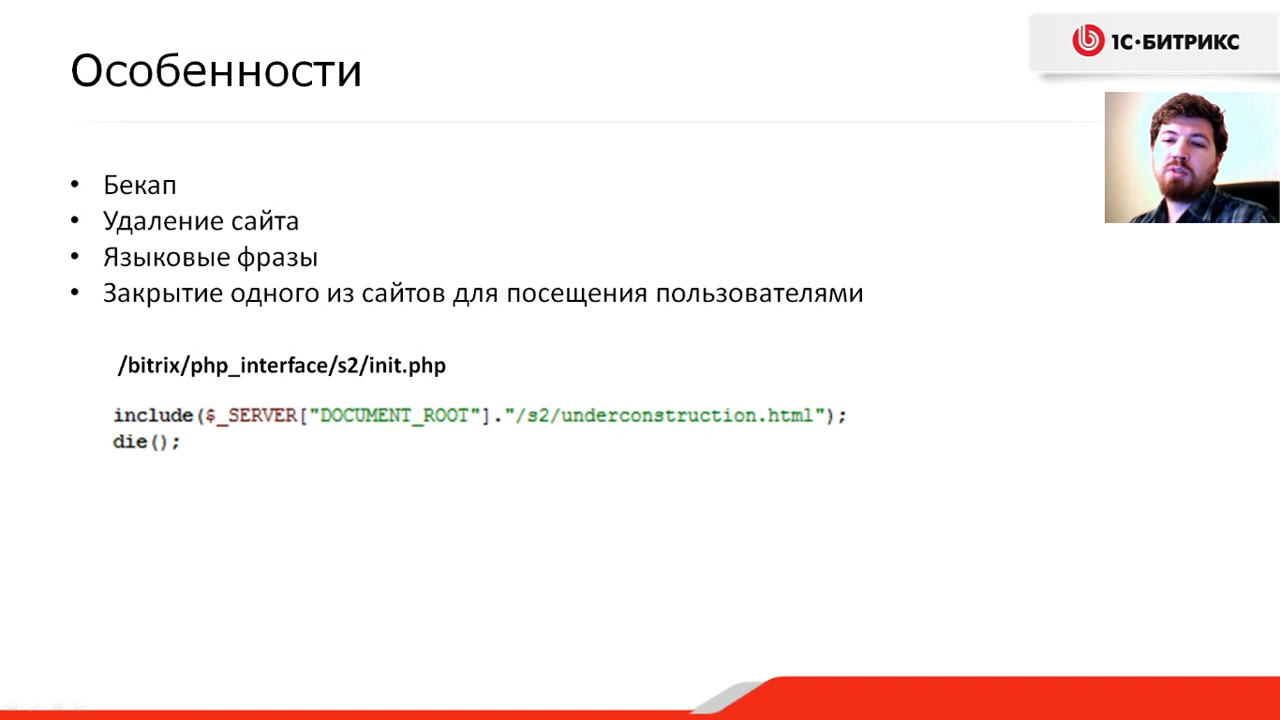 Особенности
1С·БИТРИКС
• Бекап
• Удаление сайта
• Языковые фразы
• Закрытие одного из сайтов для посещения пользователями
/bitrix/php_interface/s2/init.php
include($_SERVER["DOCUMENT_ROOT"]."/s2/underconstruction.html");
die();